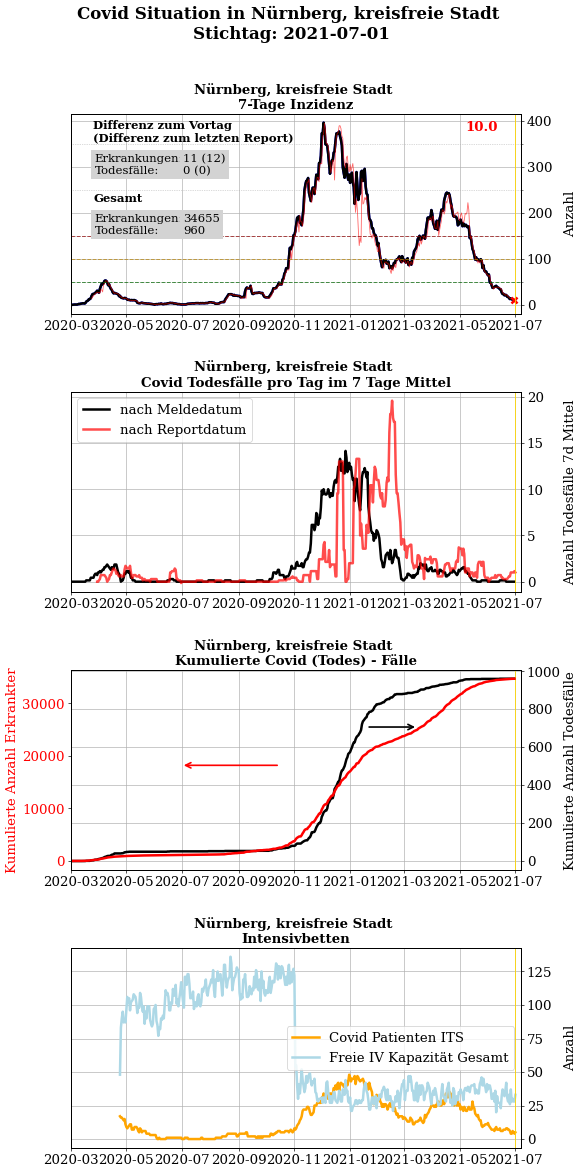 Covid Situation in Nürnberg, kreisfreie Stadt
Stichtag: 2021-07-01
Nürnberg, kreisfreie Stadt
7-Tage Inzidenz
Differenz zum Vortag
(Differenz zum letzten Report)
Erkrankungen 11 (12)
Todesfälle: 0 (0)
Gesamt
Erkrankungen 34655
Todesfälle: 960
10.0
400
300
200
100
0
Anzahl
2020-03 2020-05 2020-07 2020-09 2020-11 2021-01 2021-03 2021-05 2021-07
Nürnberg, kreisfreie Stadt
Covid Todesfälle pro Tag im 7 Tage Mittel
nach Meldedatum
nach Reportdatum
20
15
10
5
0
Anzahl Todesfälle 7d Mittel
2020-03 2020-05 2020-07 2020-09 2020-11 2021-01 2021-03 2021-05 2021-07
Nürnberg, kreisfreie Stadt
Kumulierte Covid (Todes) - Fälle
Kumulierte Anzahl Erkrankter
30000
20000
10000
0
1000
800
600
400
200
0
Kumulierte Anzahl Todesfälle
2020-03 2020-05 2020-07 2020-09 2020-11 2021-01 2021-03 2021-05 2021-07
Nürnberg, kreisfreie Stadt
Intensivbetten
Covid Patienten ITS
Freie IV Kapazität Gesamt
125
100
75
50
25
0
Anzahl
2020-03 2020-05 2020-07 2020-09 2020-11 2021-01 2021-03 2021-05 2021-07